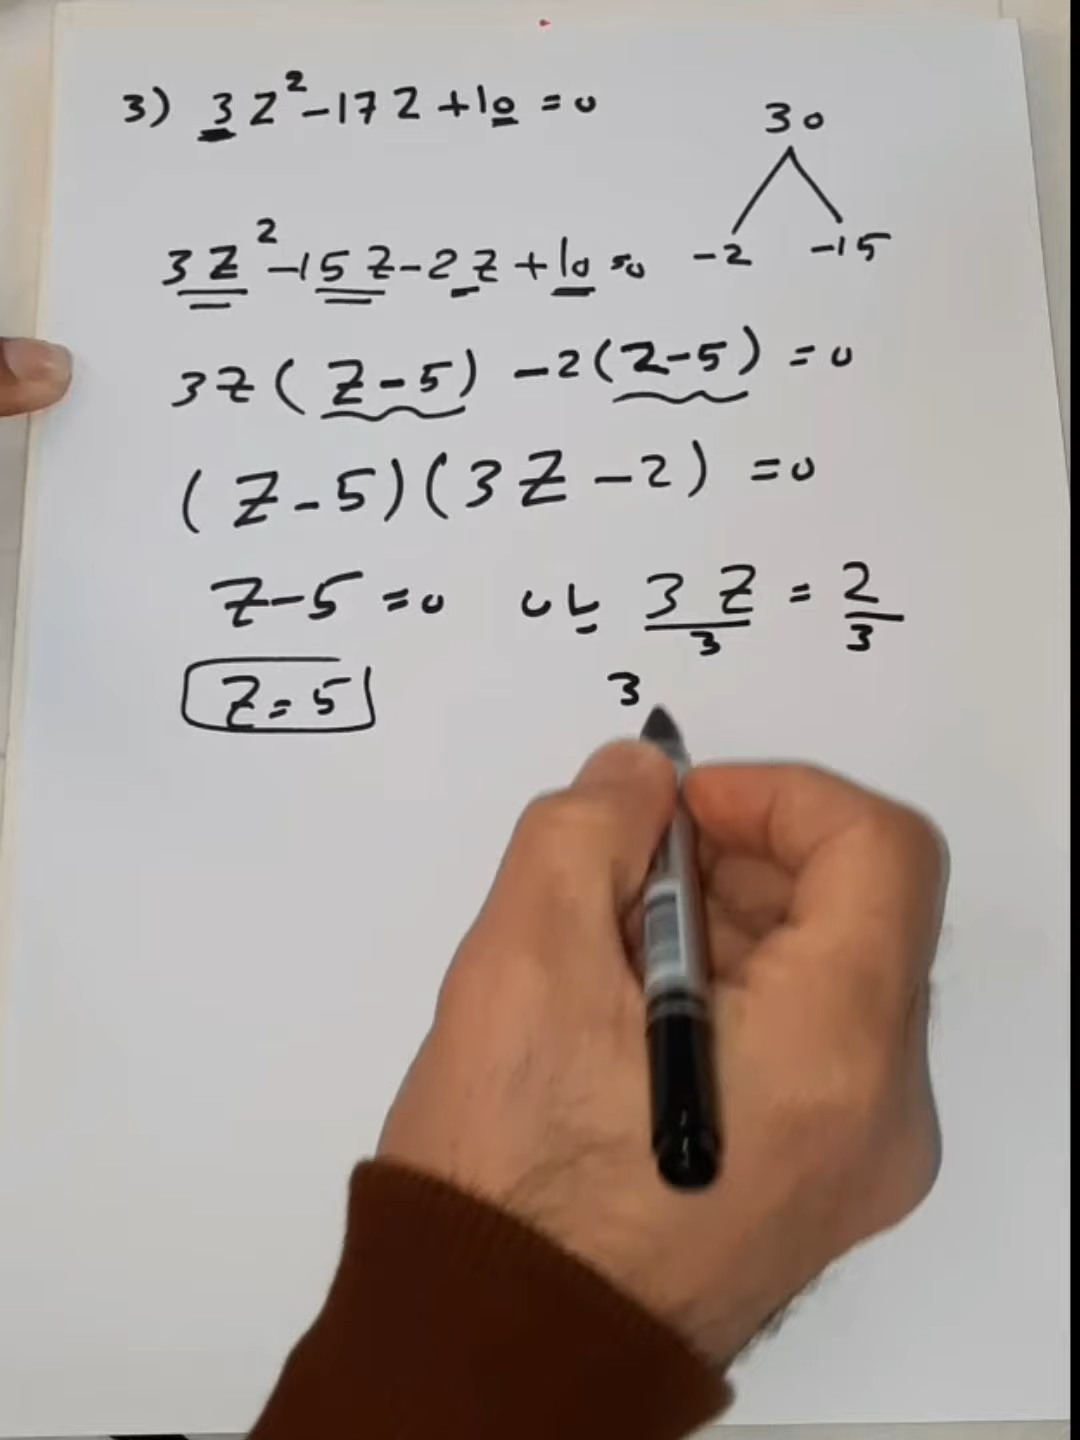 3) 3z²-17z+10=0
30
-2 -15
3z²-15z-2z+10=0
3z(z-5) -2(z-5)=0
(z-5)(3z-2)=0
z-5=0 یا 3z/3 = 2/3
z=5
3